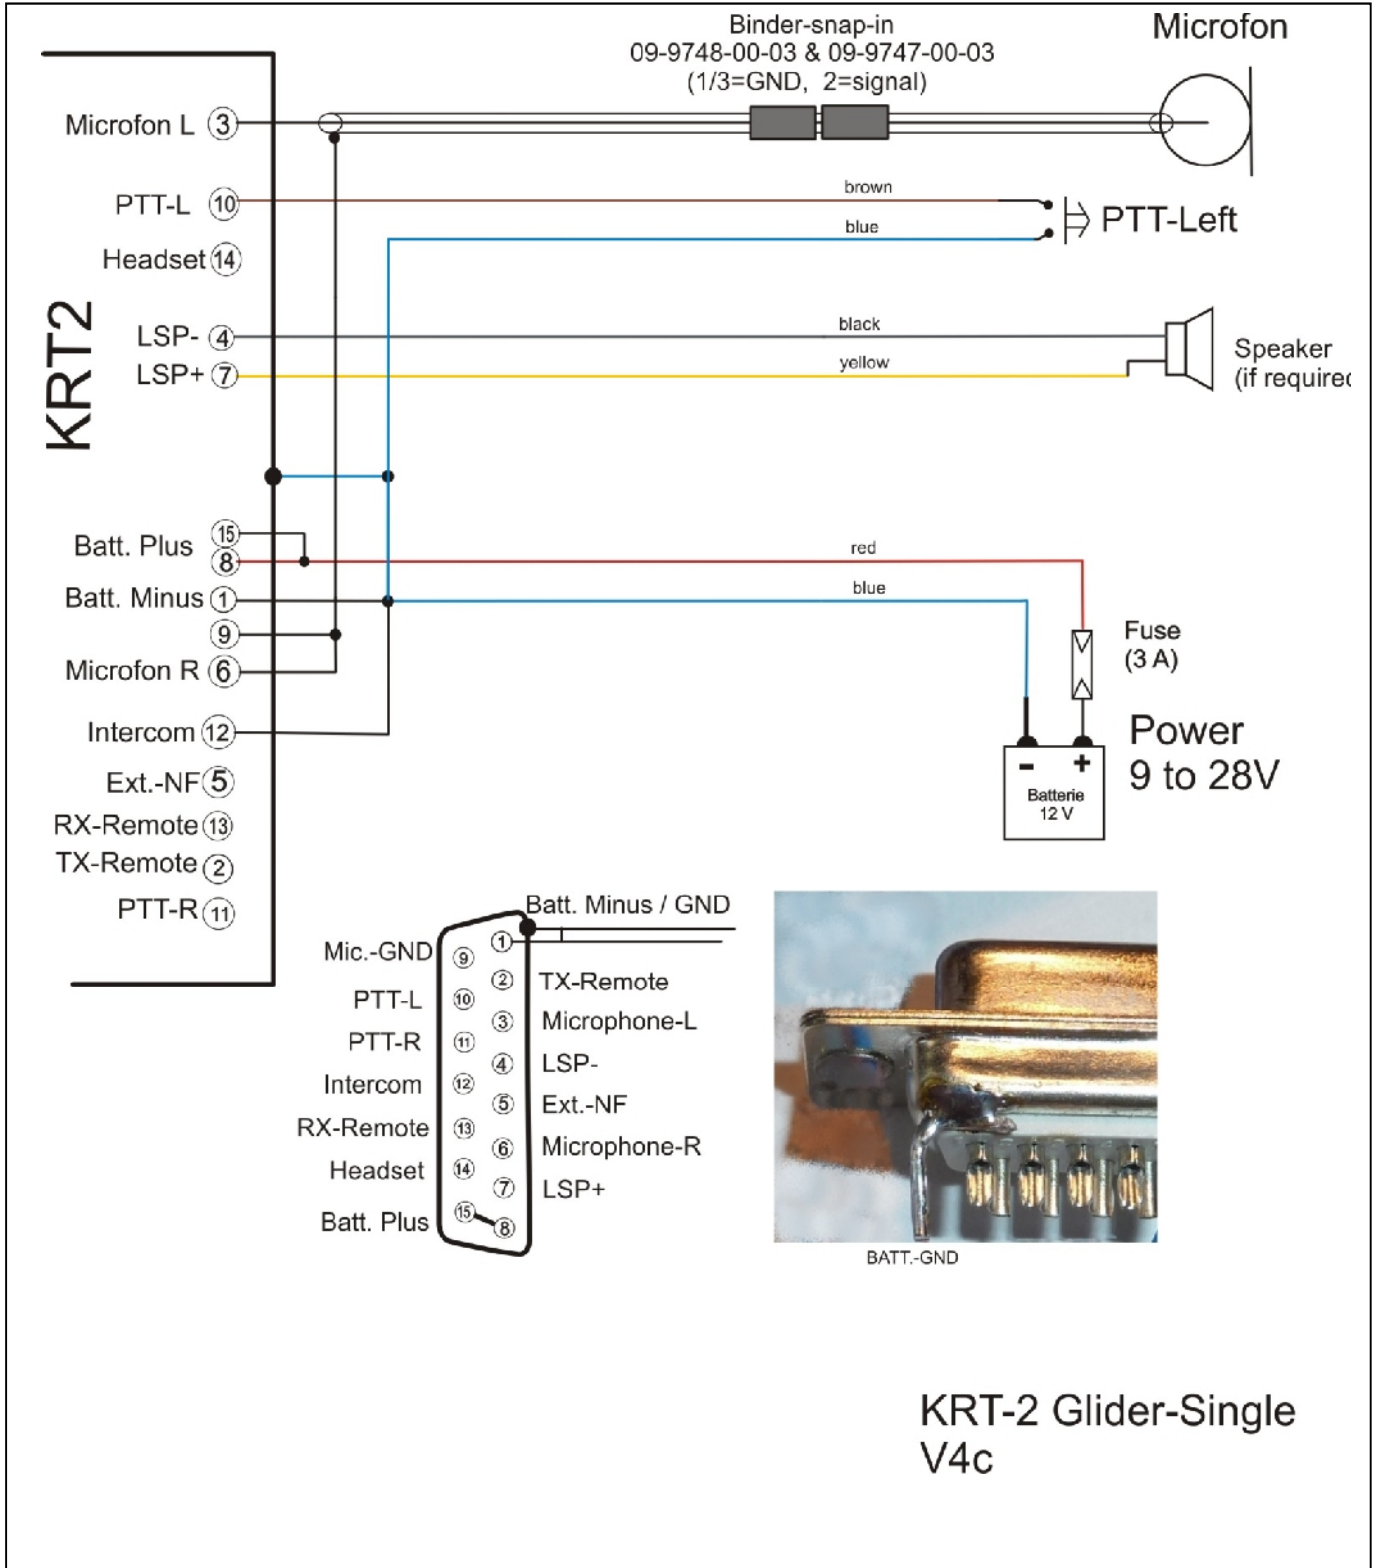 Binder-snap-in
09-9748-00-03 & 09-9747-00-03
(1/3=GND, 2=signal)
Microfon
Microfon L 3
PTT-L 10
brown
blue
PTT-Left
Headset 14
KRT2
LSP- 4
black
LSP+ 7
yellow
Speaker
(if required
15
Batt. Plus
8
red
Batt. Minus 1
blue
9
Microfon R 6
Fuse
(3 A)
Intercom 12
Power
9 to 28V
- +
Batterie
12 V
Ext.-NF 5
RX-Remote 13
TX-Remote 2
PTT-R 11
Batt. Minus / GND
1
Mic.-GND 9
2 TX-Remote
PTT-L 10
3 Microphone-L
PTT-R 11
4 LSP-
Intercom 12
5 Ext.-NF
RX-Remote 13
6 Microphone-R
Headset 14
7 LSP+
Batt. Plus 15
8
BATT.-GND
KRT-2 Glider-Single
V4c